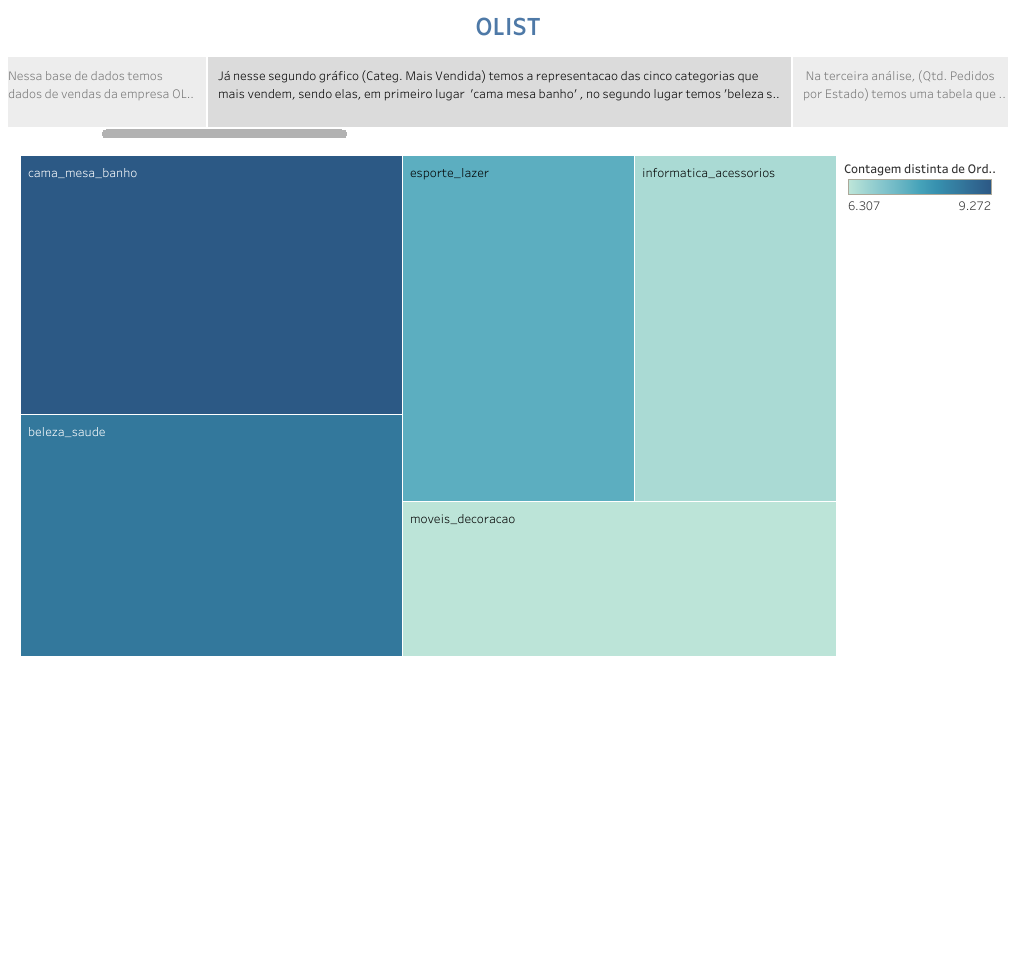 OLIST
Nessa base de dados temos
dados de vendas da empresa OL..
Já nesse segundo gráfico (Categ. Mais Vendida) temos a representacao das cinco categorias que
mais vendem, sendo elas, em primeiro lugar 'cama mesa banho' , no segundo lugar temos 'beleza s..
Na terceira análise, (Qtd. Pedidos
por Estado) temos uma tabela que ..
cama_mesa_banho
esporte_lazer
informatica_acessorios
Contagem distinta de Ord..
6.307
9.272
beleza_saude
moveis_decoracao